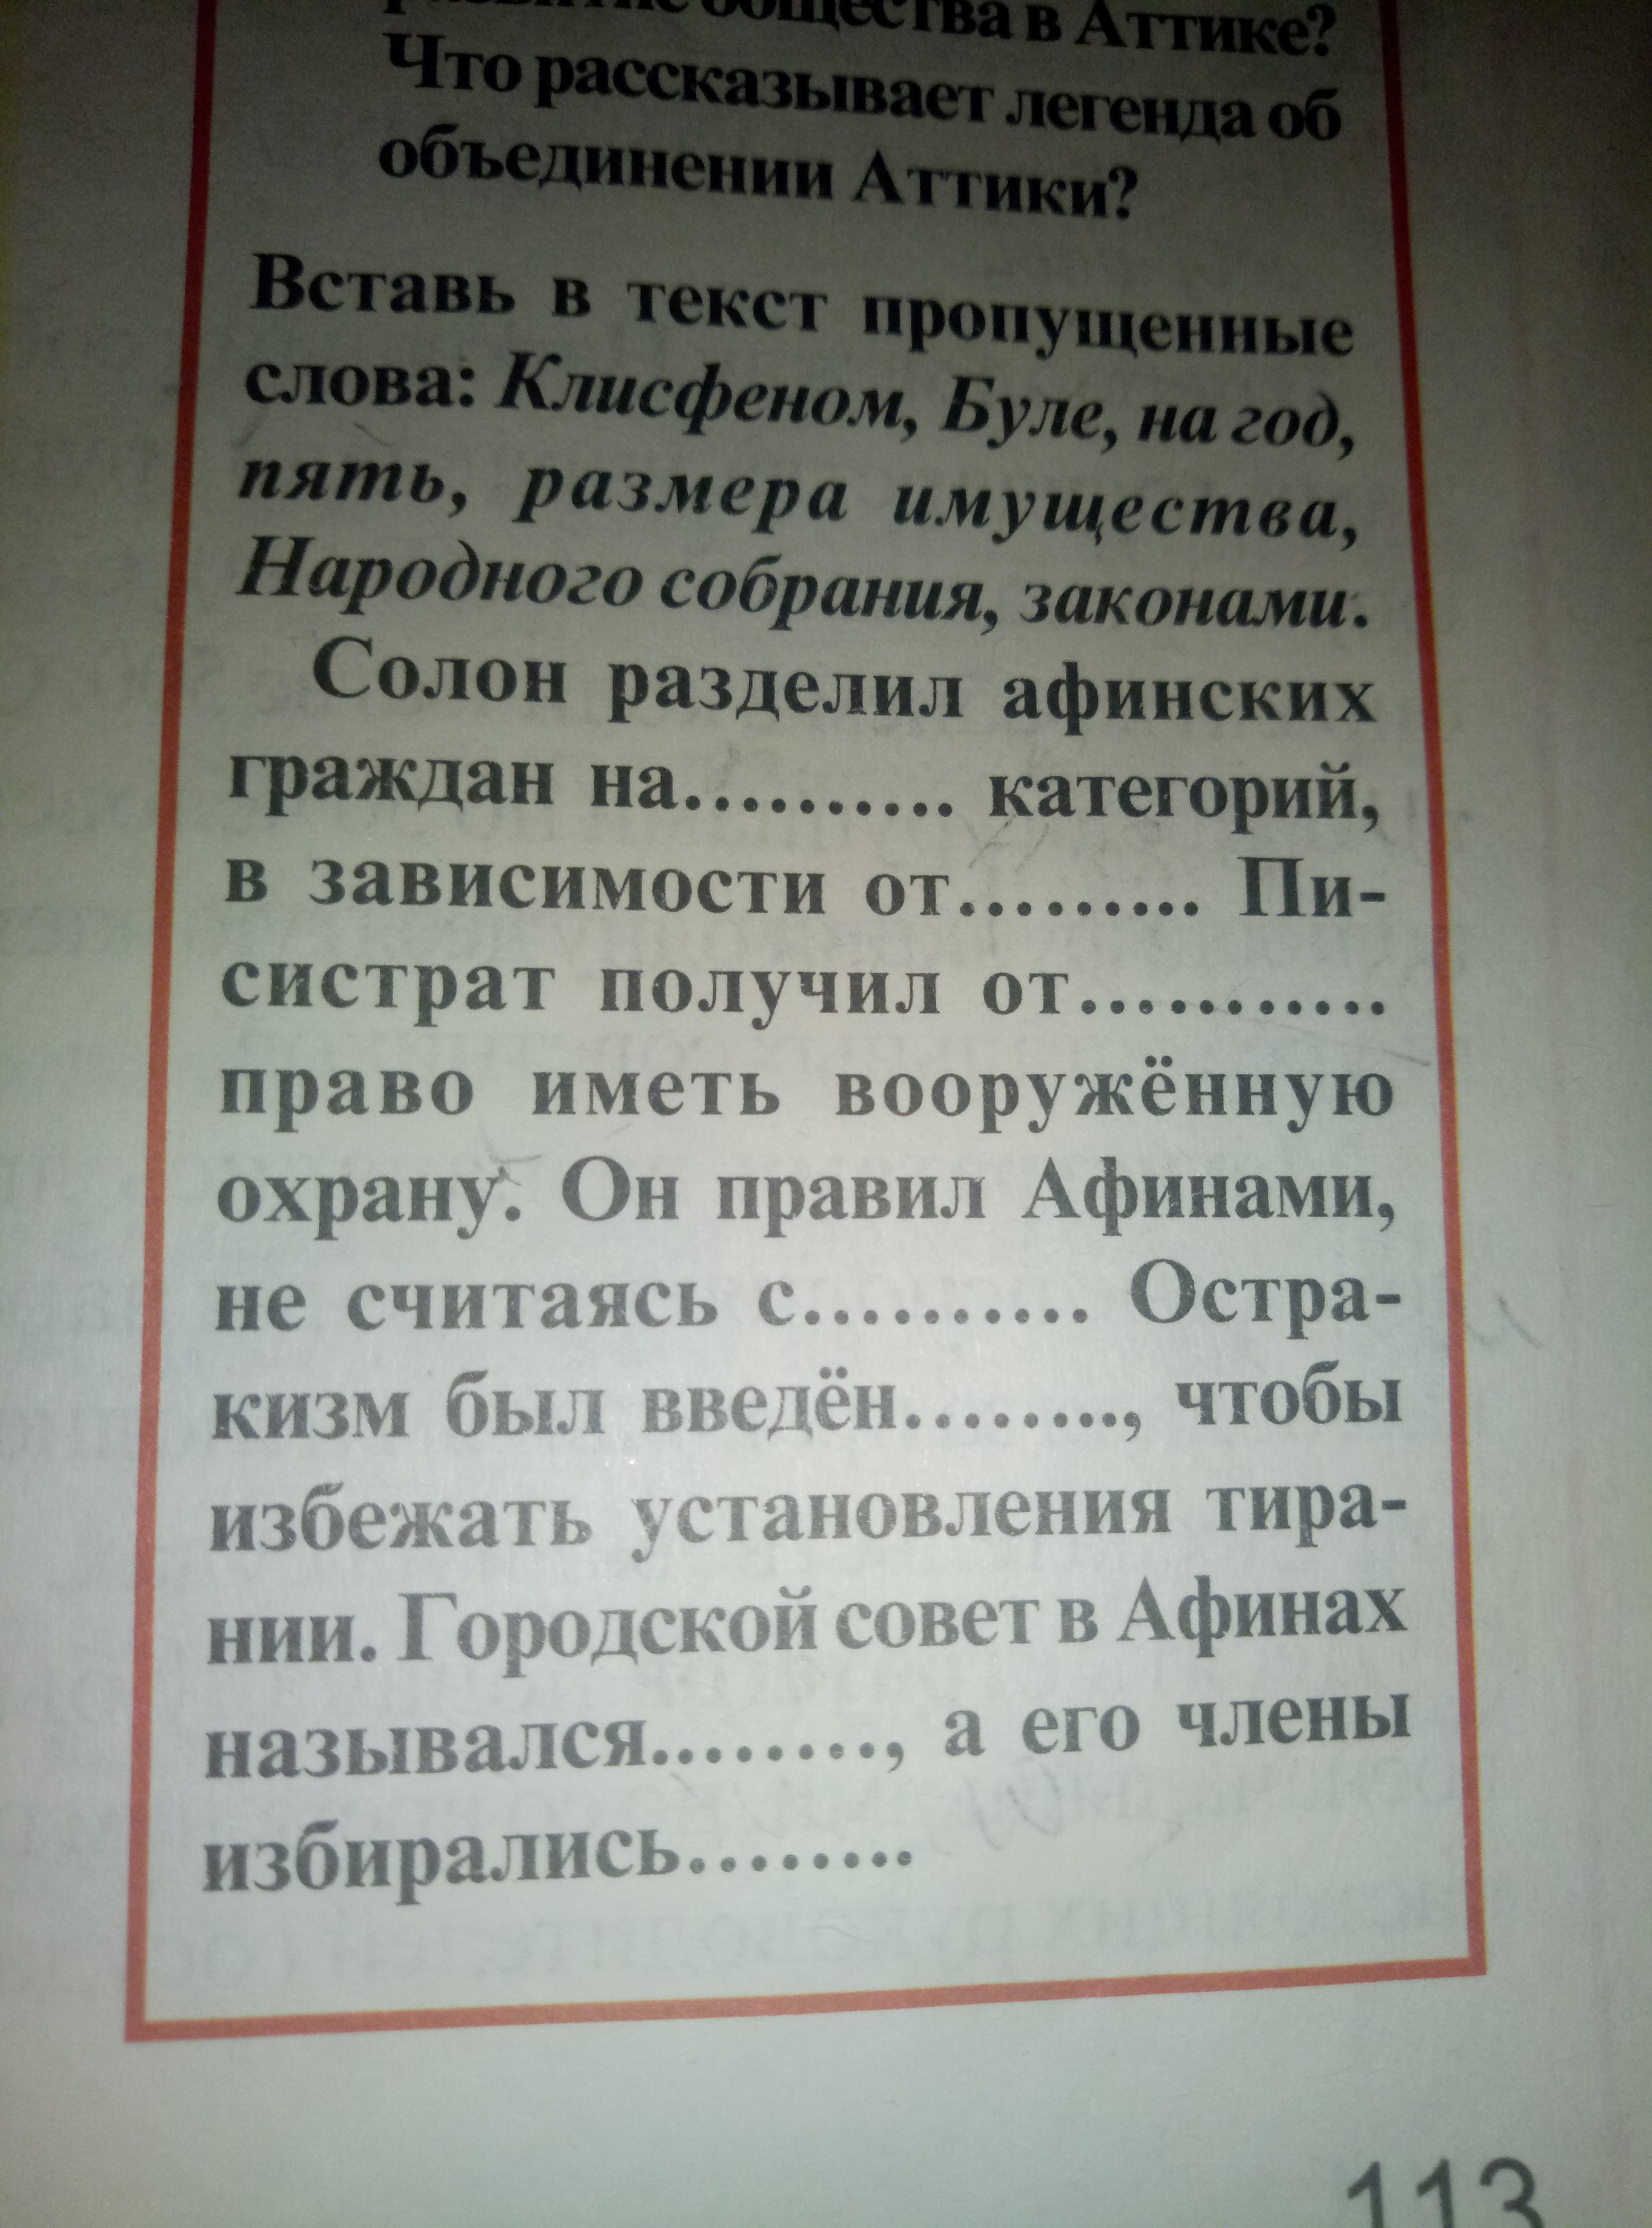 общества в Аттике?
Что рассказывает легенда об
объединении Аттики?
Вставь в текст пропущенные
слова: Клисфеном, Буле, на год,
пять, размера имущества,
Народного собрания, законами.
Солон разделил афинских
граждан на.......... категорий,
в зависимости от......... Пи-
систрат получил от...........
право иметь вооружённую
охрану. Он правил Афинами,
не считаясь с.......... Остра-
кизм был введён........, чтобы
избежать установления тира-
нии. Городской совет в Афинах
назывался........, а его члены
избирались........
113